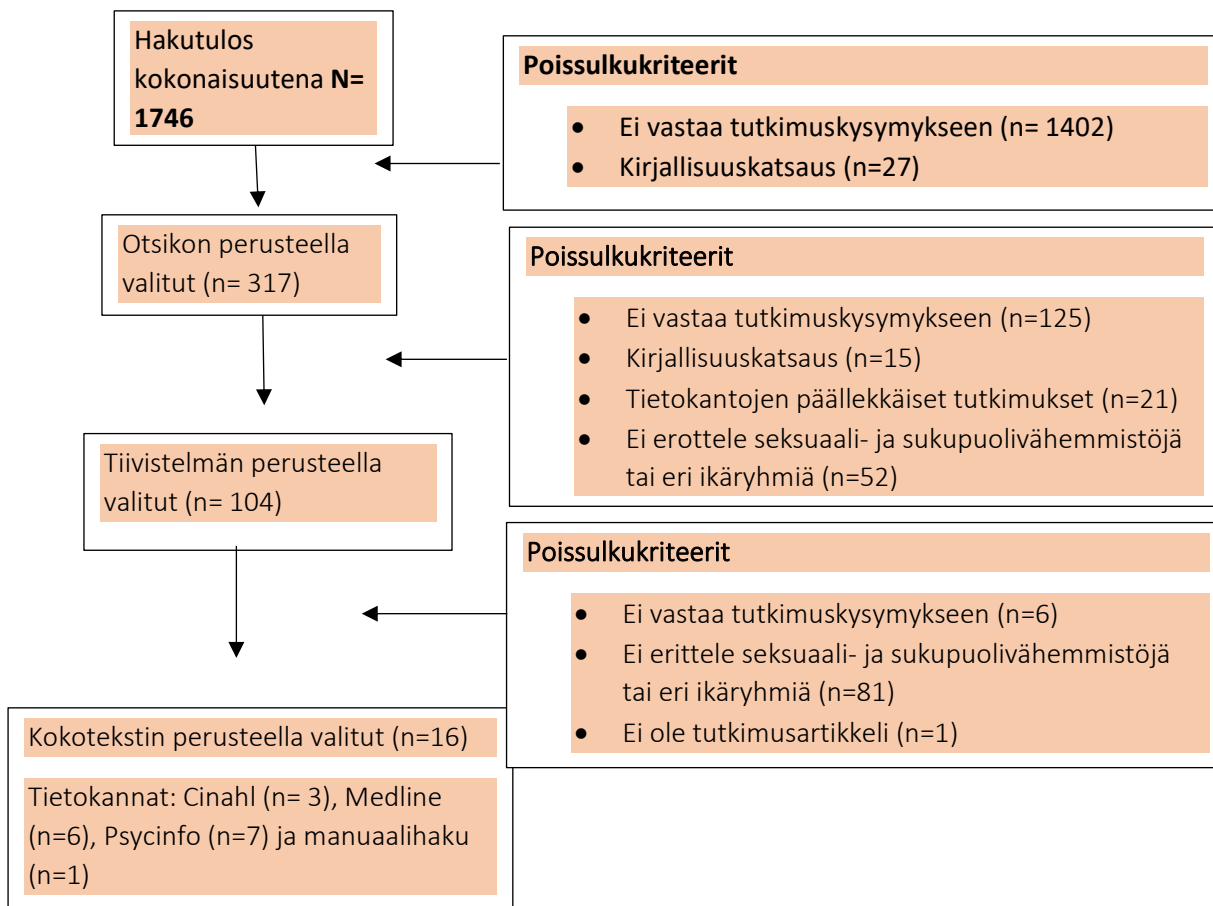 Hakutulos
kokonaisuutena N=
1746
Poissulkukriteerit
• Ei vastaa tutkimuskysymykseen (n= 1402)
• Kirjallisuuskatsaus (n=27)
Otsikon perusteella
valitut (n= 317)
Poissulkukriteerit
• Ei vastaa tutkimuskysymykseen (n=125)
• Kirjallisuuskatsaus (n=15)
• Tietokantojen päällekkäiset tutkimukset (n=21)
• Ei erottele seksuaali- ja sukupuolivähemmistöjä
tai eri ikäryhmiä (n=52)
Tiivistelmän perusteella
valitut (n= 104)
Poissulkukriteerit
• Ei vastaa tutkimuskysymykseen (n=6)
• Ei erittele seksuaali- ja sukupuolivähemmistöjä
tai eri ikäryhmiä (n=81)
• Ei ole tutkimusartikkeli (n=1)
Kokotekstin perusteella valitut (n=16)
Tietokannat: Cinahl (n= 3), Medline
(n=6), Psycinfo (n=7) ja manuaalihaku
(n=1)